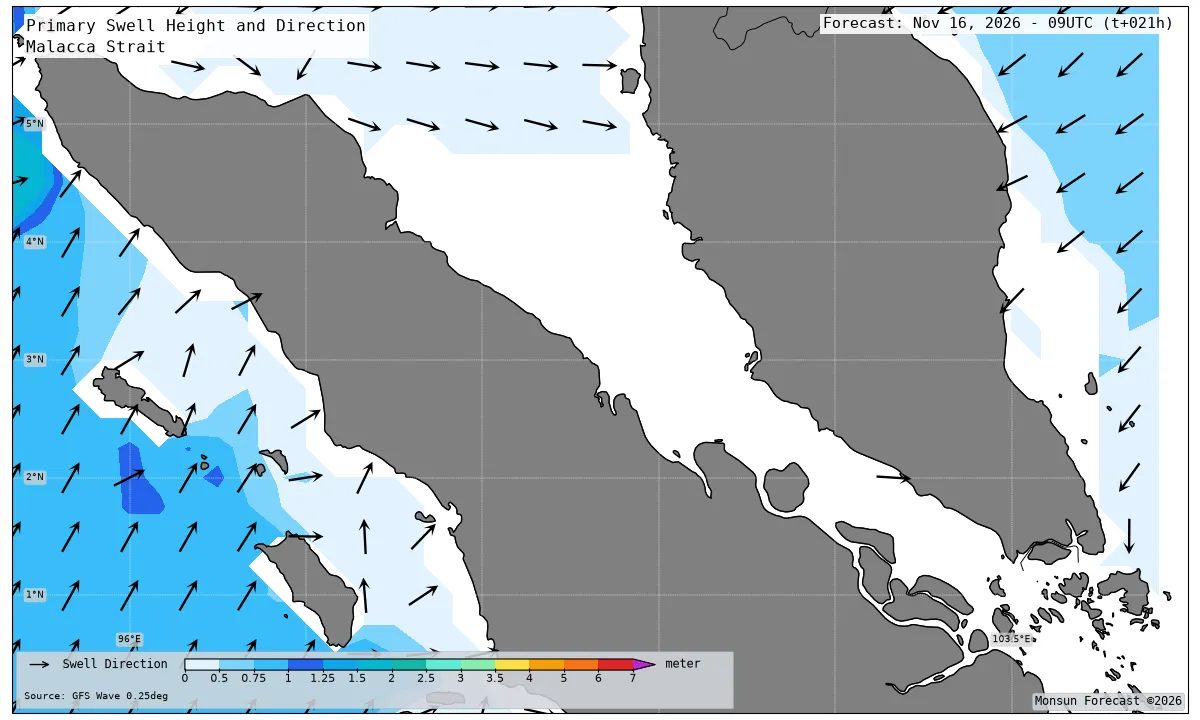 Primary Swell Height and Direction
Malacca Strait
Forecast: Nov 16, 2026 - 09UTC (t+021h)
5°N
4°N
3°N
2°N
1°N
96°E
103.5°E
Swell Direction
0 0.5 0.75 1 1.25 1.5 2 2.5 3 3.5 4 5 6 7
meter
Source: GFS Wave 0.25deg
Monsun Forecast ©2026